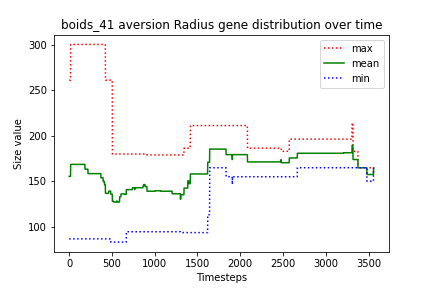 boids_41 aversion Radius gene distribution over time
max
mean
min
300
250
200
150
100
Size value
0 500 1000 1500 2000 2500 3000 3500
Timesteps